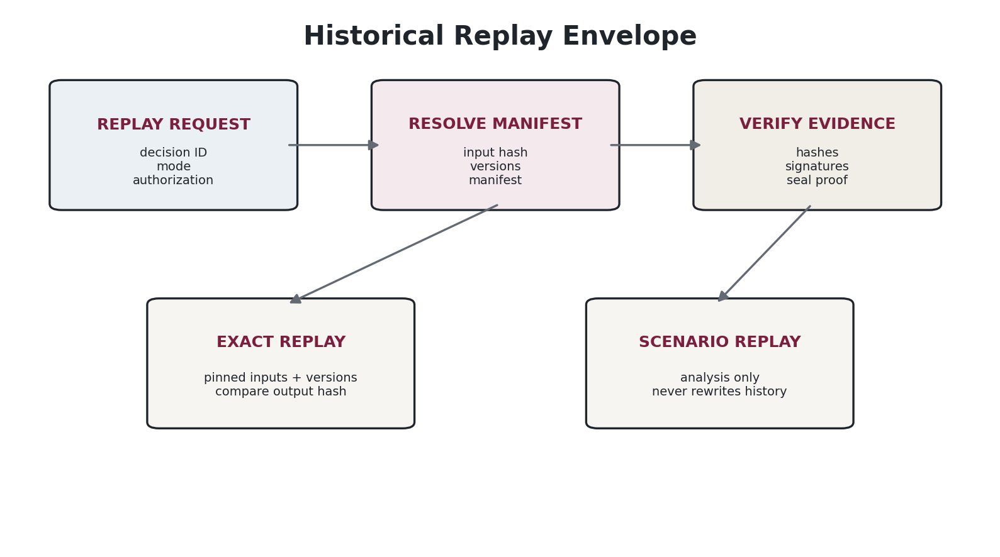 Historical Replay Envelope
REPLAY REQUEST
decision ID
mode
authorization
RESOLVE MANIFEST
input hash
versions
manifest
VERIFY EVIDENCE
hashes
signatures
seal proof
EXACT REPLAY
pinned inputs + versions
compare output hash
SCENARIO REPLAY
analysis only
never rewrites history